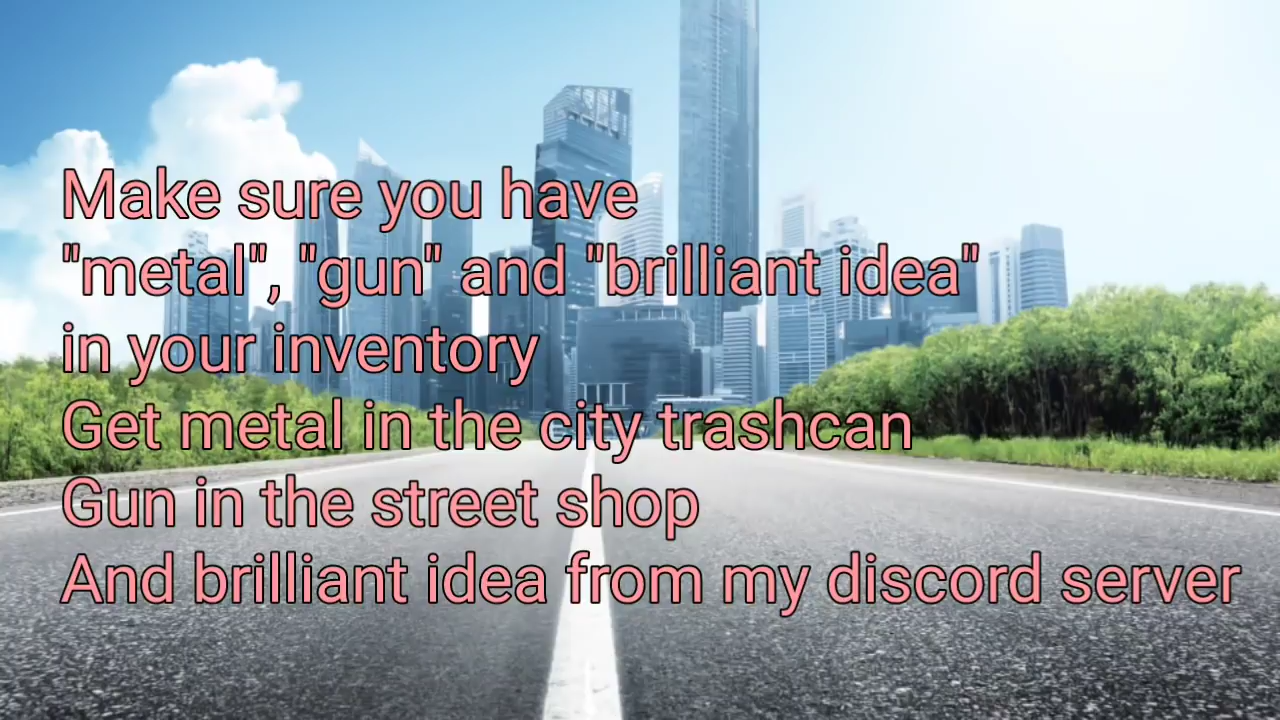 Make sure you have
"metal", "gun" and "brilliant idea"
in your inventory
Get metal in the city trashcan
Gun in the street shop
And brilliant idea from my discord server